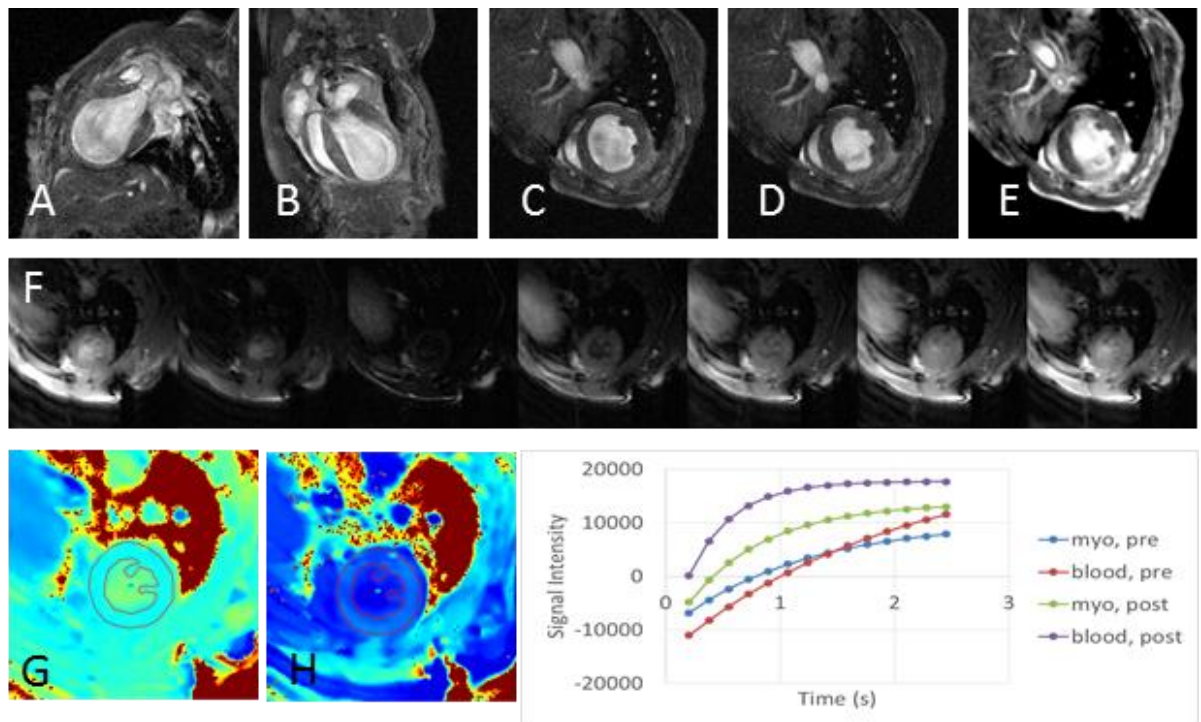 A
B
C
D
E
F
G
H
20000
10000
0
-10000
-20000
0
1
2
3
Signal Intensity
Time (s)
myo, pre
blood, pre
myo, post
blood, post